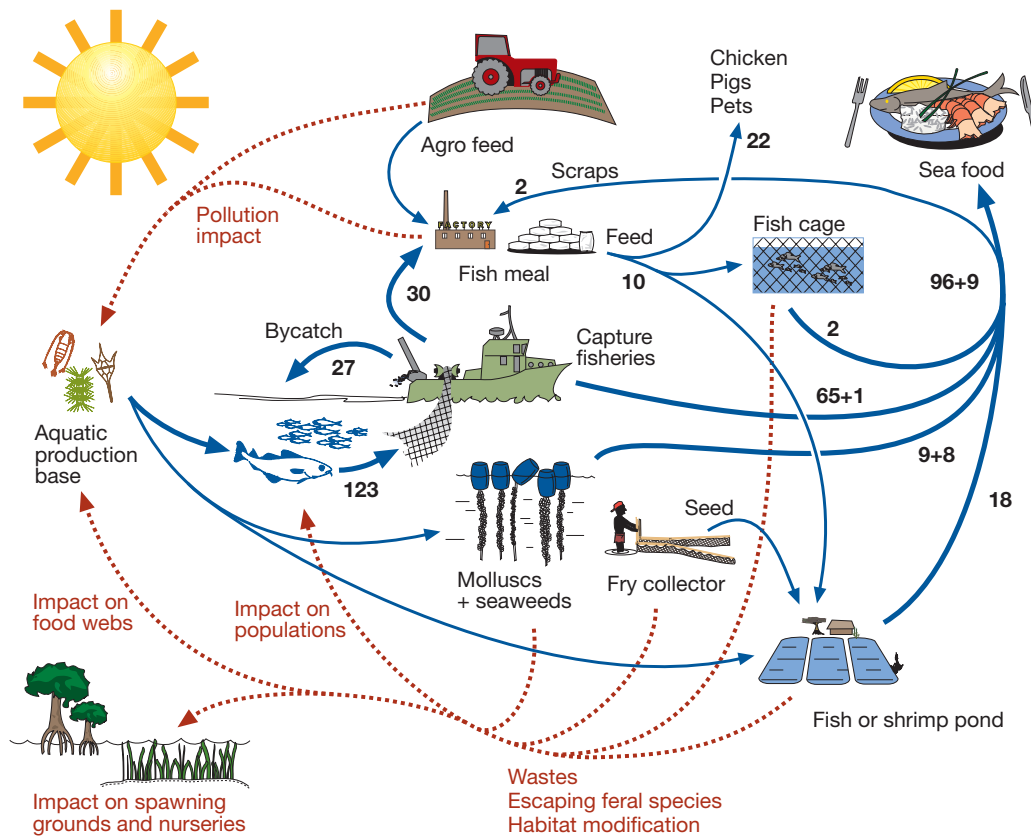 Chicken
Pigs
Pets
22
Agro feed
Sea food
2
Scraps
Pollution
impact
FACTORY
Feed
Fish cage
Fish meal
10
96+9
30
Bycatch
27
Capture
fisheries
2
65+1
Aquatic
production
base
123
9+8
18
Seed
Molluscs
+ seaweeds
Fry collector
Impact on
food webs
Impact on
populations
Fish or shrimp pond
Wastes
Escaping feral species
Habitat modification
Impact on spawning
grounds and nurseries